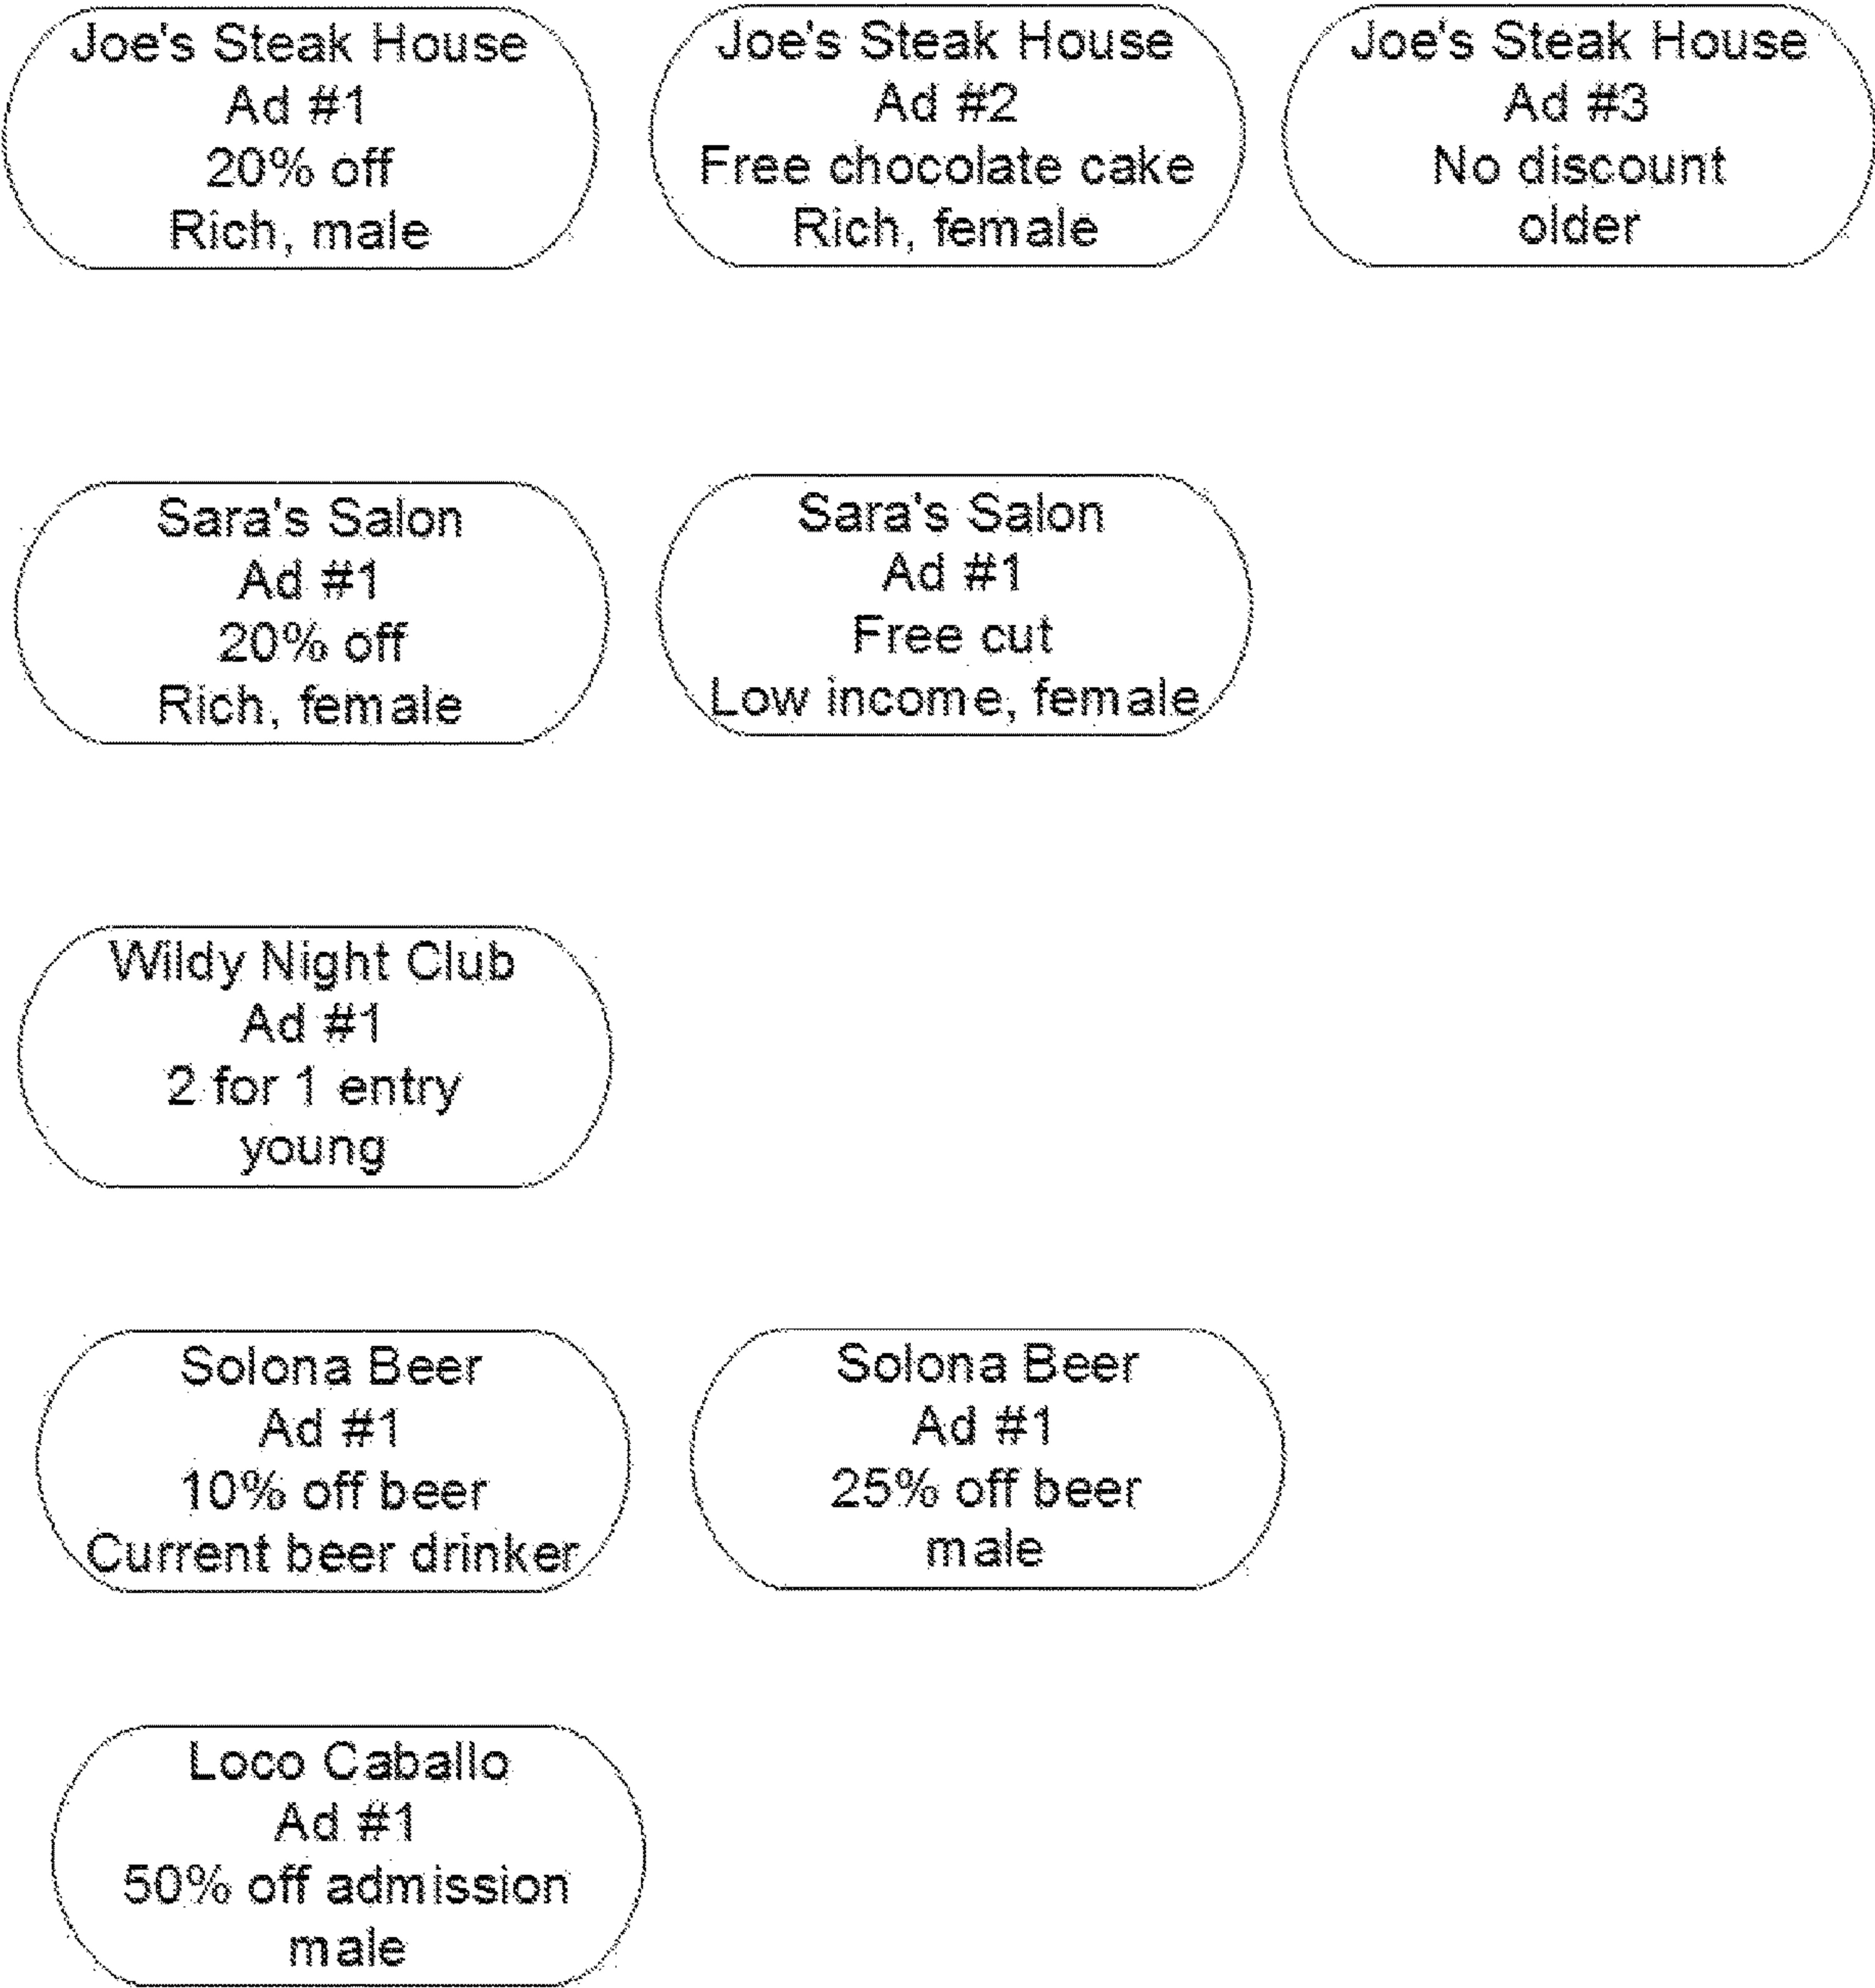 Joe's Steak House
Ad #1
20% off
Rich, male
Joe's Steak House
Ad #2
Free chocolate cake
Rich, female
Joe's Steak House
Ad #3
No discount
older
Sara's Salon
Ad #1
20% off
Rich, female
Sara's Salon
Ad #1
Free cut
Low income, female
Wildy Night Club
Ad #1
2 for 1 entry
young
Solona Beer
Ad #1
10% off beer
Current beer drinker
Solona Beer
Ad #1
25% off beer
male
Loco Caballo
Ad #1
50% off admission
male